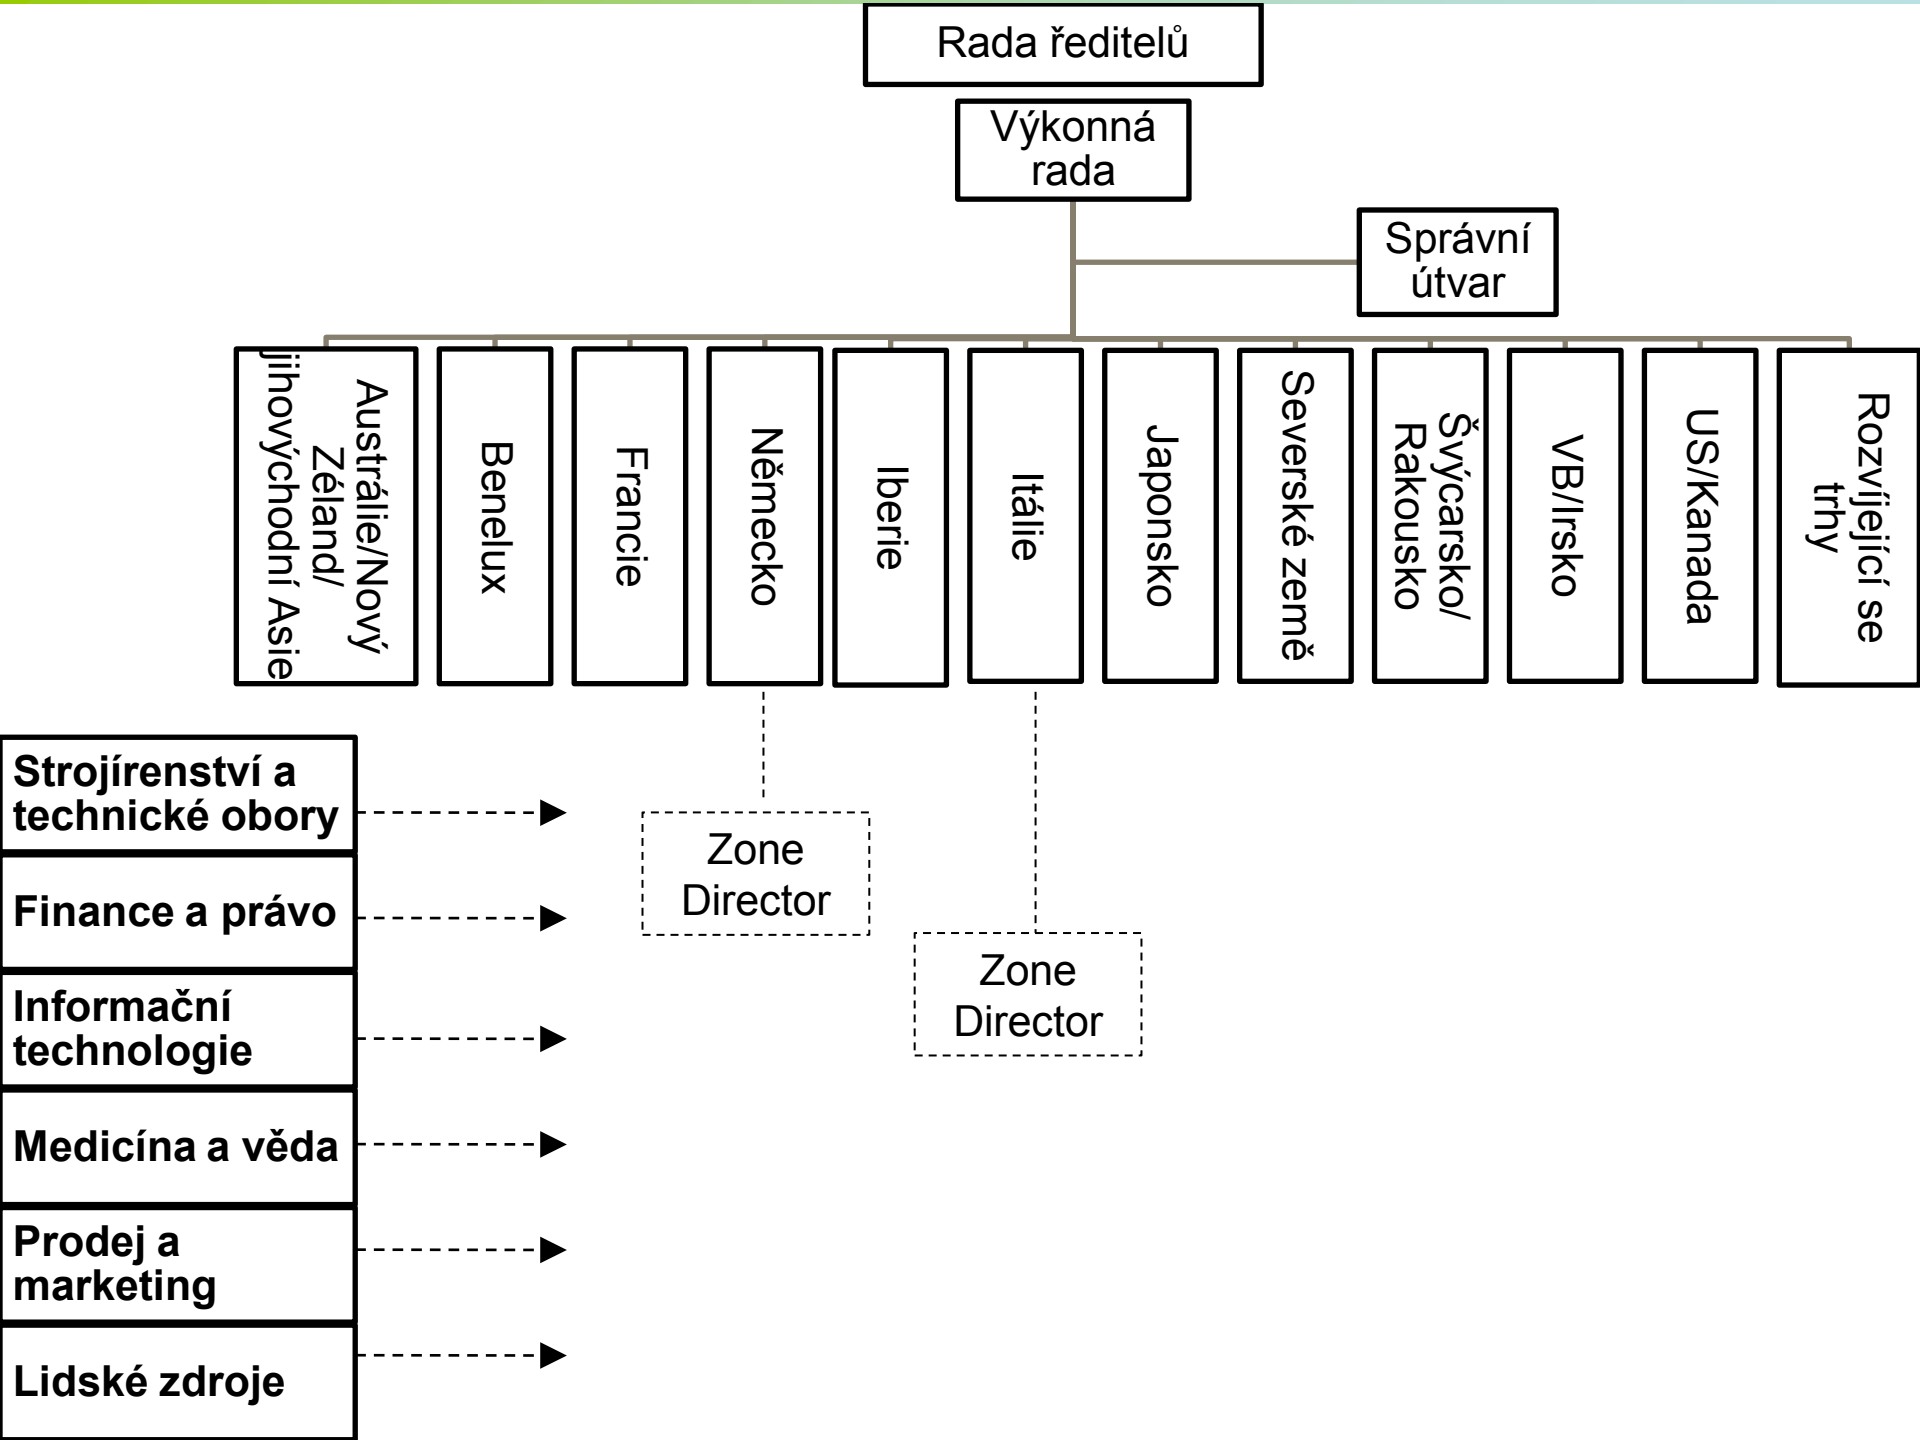 Rada ředitelů
Výkonná
rada
Správní
útvar
Austrálie/Nový
Zéland/
jihovýchodní Asie
Benelux
Francie
Německo
Iberie
Itálie
Japonsko
Severské země
Švýcarsko/
Rakousko
VB/Irsko
US/Kanada
Rozvíjející se
trhy
Strojírenství a
technické obory
Finance a právo
Informační
technologie
Medicína a věda
Prodej a
marketing
Lidské zdroje
Zone
Director
Zone
Director